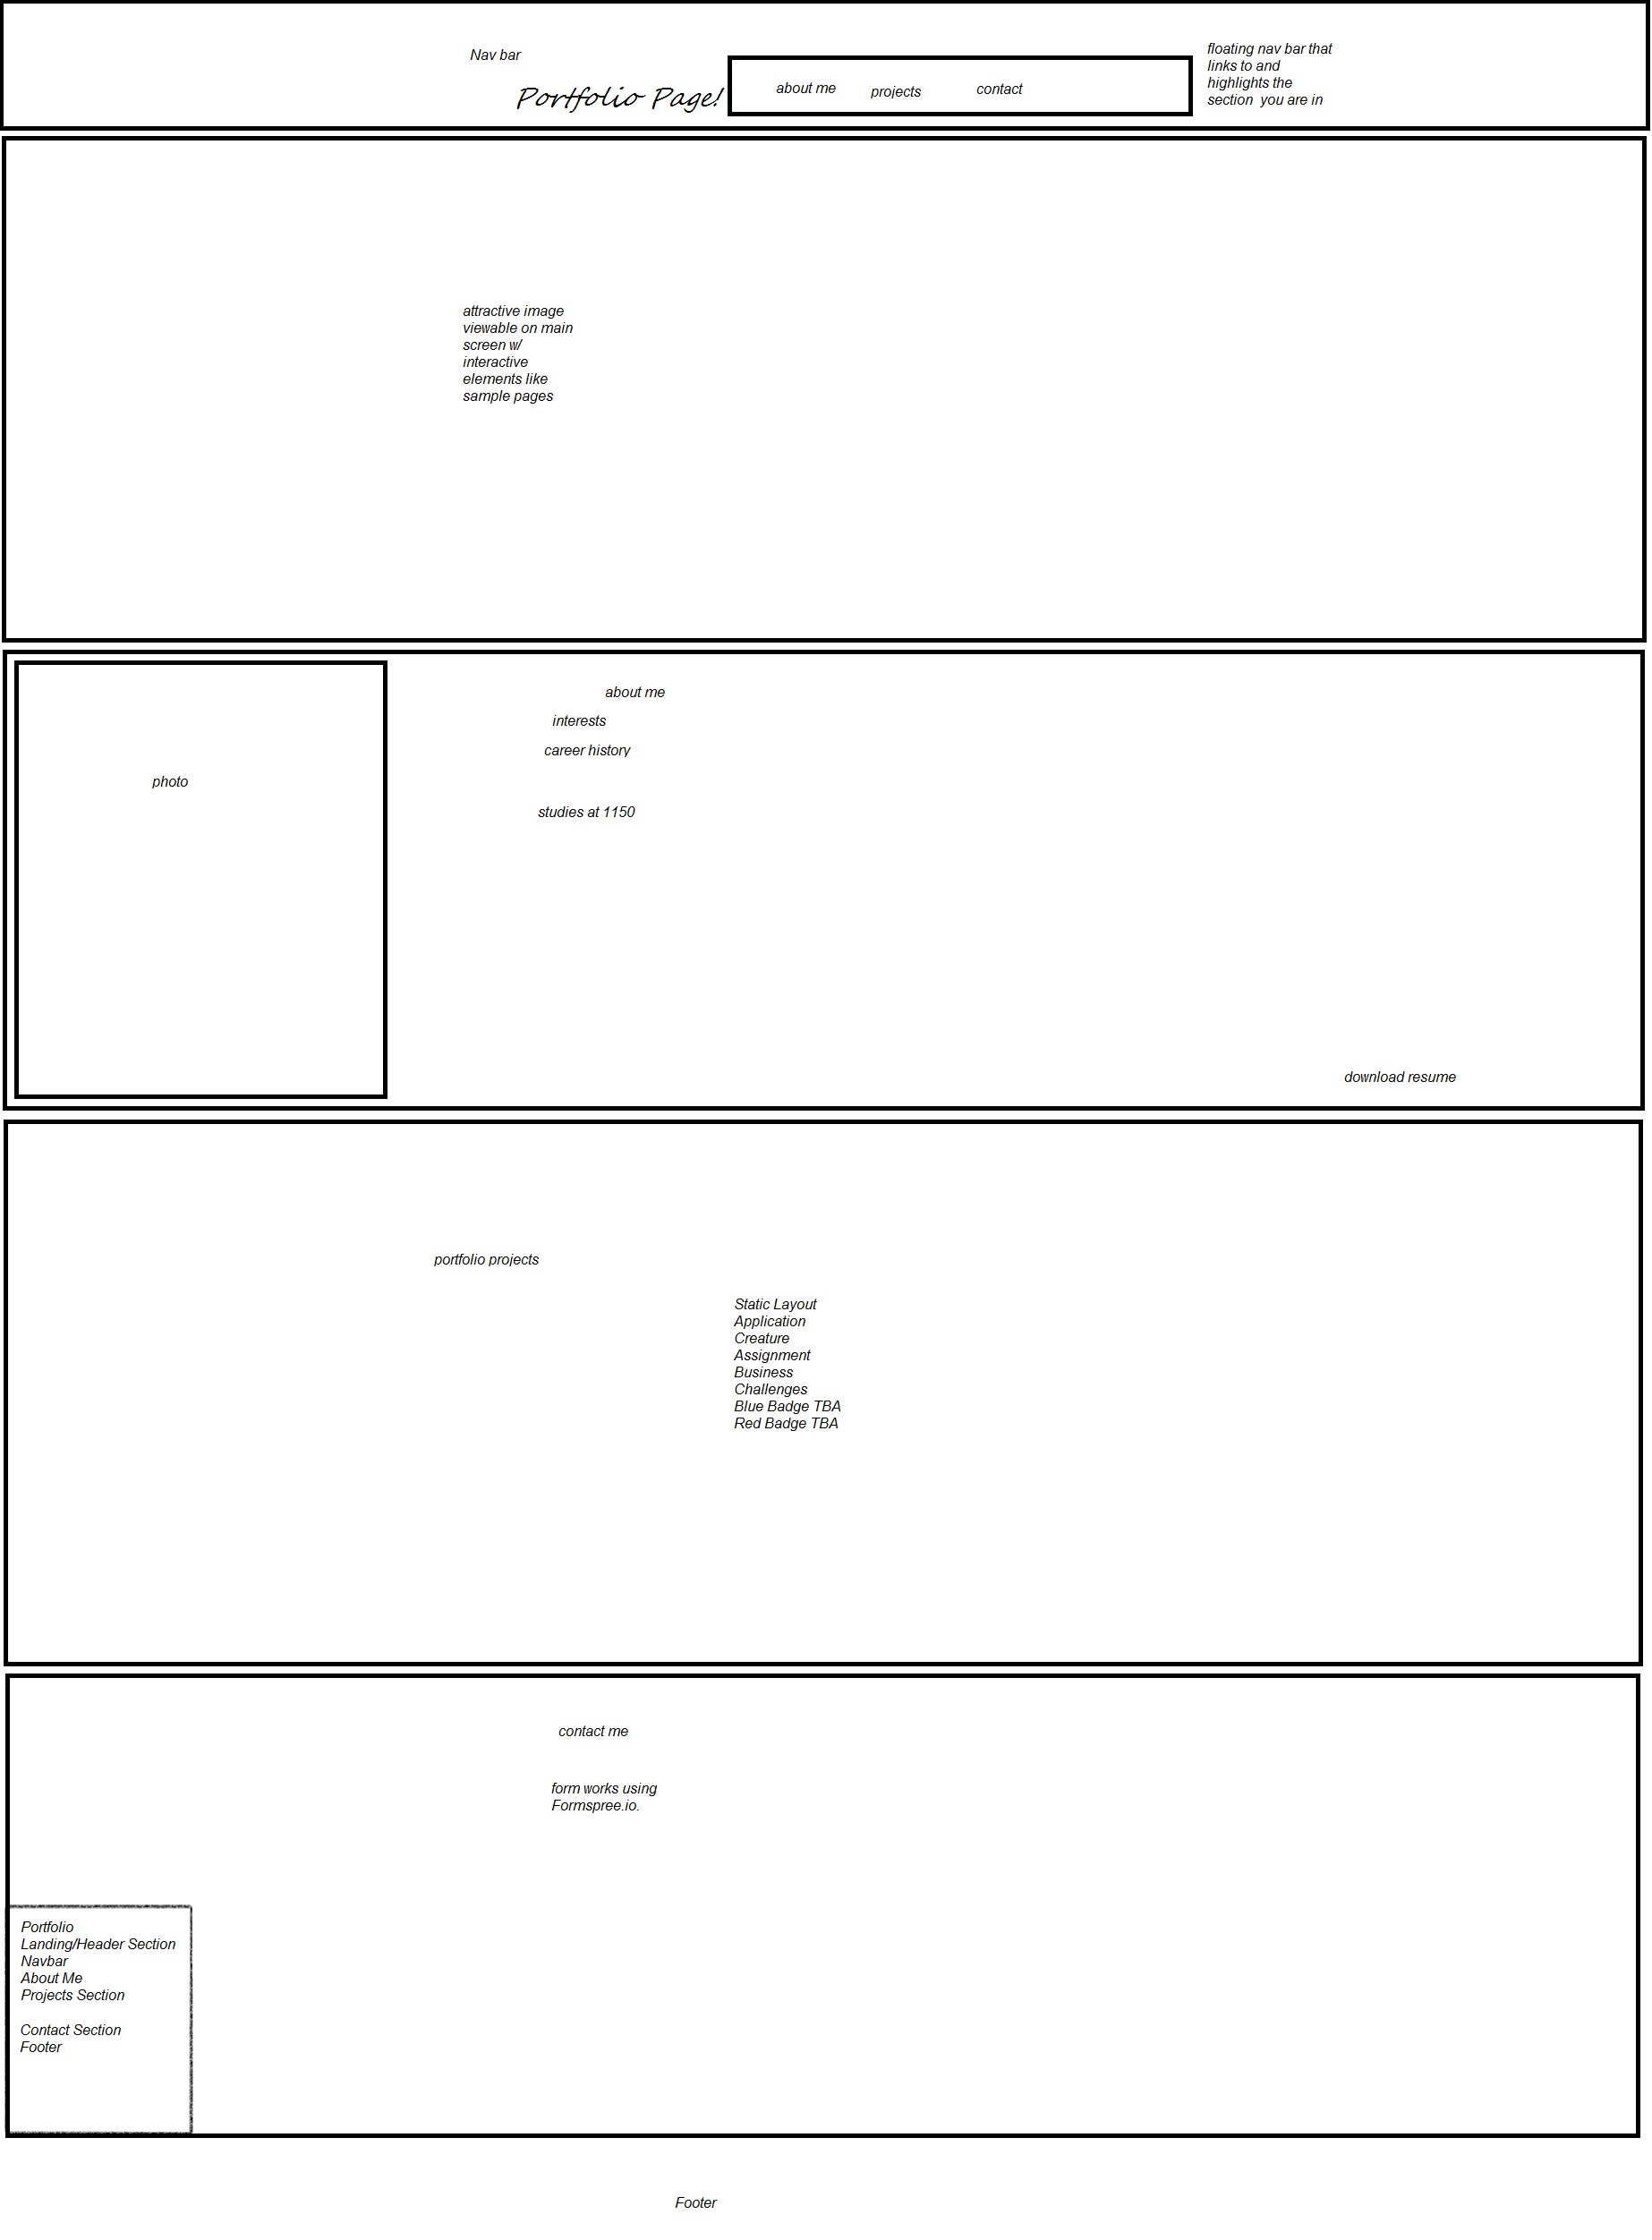 Nav bar
Portfolio Page!
about me
projects
contact
floating nav bar that
links to and
highlights the
section you are in
attractive image
viewable on main
screen w/
interactive
elements like
sample pages
photo
about me
interests
career history
studies at 1150
download resume
portfolio projects
Static Layout
Application
Creature
Assignment
Business
Challenges
Blue Badge TBA
Red Badge TBA
contact me
form works using
Formspree.io.
Portfolio
Landing/Header Section
Navbar
About Me
Projects Section
Contact Section
Footer
Footer